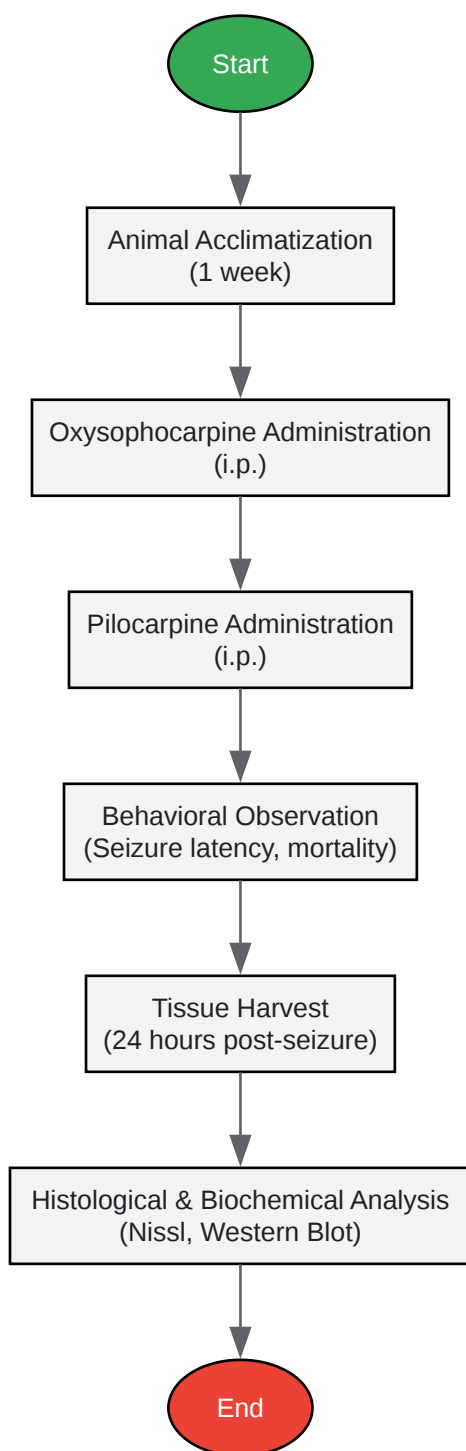 Start
Animal Acclimatization
(1 week)
Oxysophocarpine Administration
(i.p.)
Pilocarpine Administration
(i.p.)
Behavioral Observation
(Seizure latency, mortality)
Tissue Harvest
(24 hours post-seizure)
Histological & Biochemical Analysis
(Nissl, Western Blot)
End